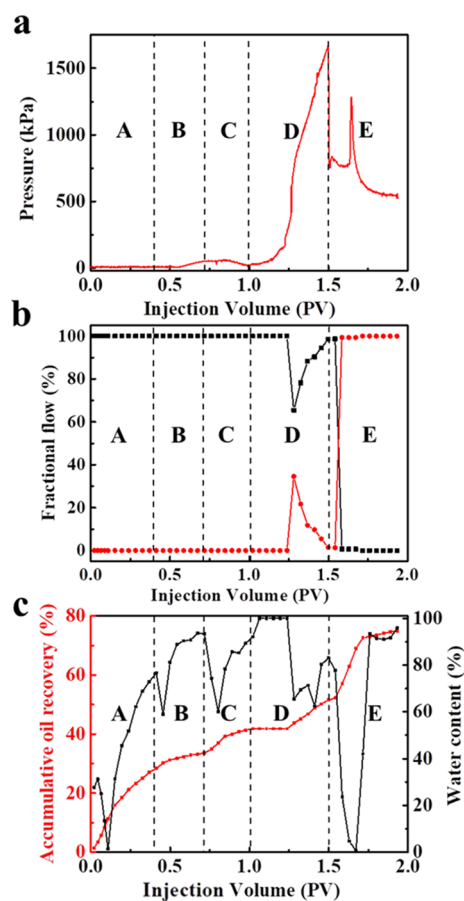 a
1500
1000
500
0
Pressure (kPa)
A B C D E
0.0 0.5 1.0 1.5 2.0
Injection Volume (PV)
b
100
80
60
40
20
0
Fractional flow (%)
A B C D E
0.0 0.5 1.0 1.5 2.0
Injection Volume (PV)
c
80
60
40
20
0
Accumulative oil recovery (%)
A B C D E
100
80
60
40
20
0
Water content (%)
0.0 0.5 1.0 1.5 2.0
Injection Volume (PV)